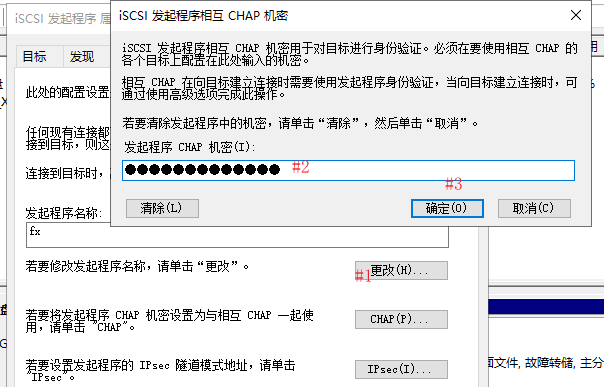 iSCSI 发起程序 属
iSCSI 发起程序相互 CHAP 机密
目标
发现
iSCSI 发起程序相互 CHAP 机密用于对目标进行身份验证。必须在要使用相互 CHAP 的
各个目标上配置在此处输入的机密。
相互 CHAP 在向目标建立连接时需要使用发起程序身份验证，当向目标建立连接时，可
通过使用高级选项完成此操作。
若要清除发起程序中的机密，请单击“清除”，然后单击“取消”。
发起程序 CHAP 机密(I):
●●●●●●●●●●●●●
#2
#3
清除(L)
确定(O)
取消(C)
此处的配置设置
任何现有连接都
接到目标，则这
连接到目标时，
发起程序名称:
fx
若要修改发起程序名称，请单击“更改”。
#1
更改(H)...
若要将发起程序 CHAP 机密设置为与相互 CHAP 一起使
用，请单击 "CHAP"。
CHAP(P)...
若要设置发起程序的 IPsec 隧道模式地址，请单击
"IPsec"。
IPsec(I)...
用
%
盘
面文件, 故障转储, 主分